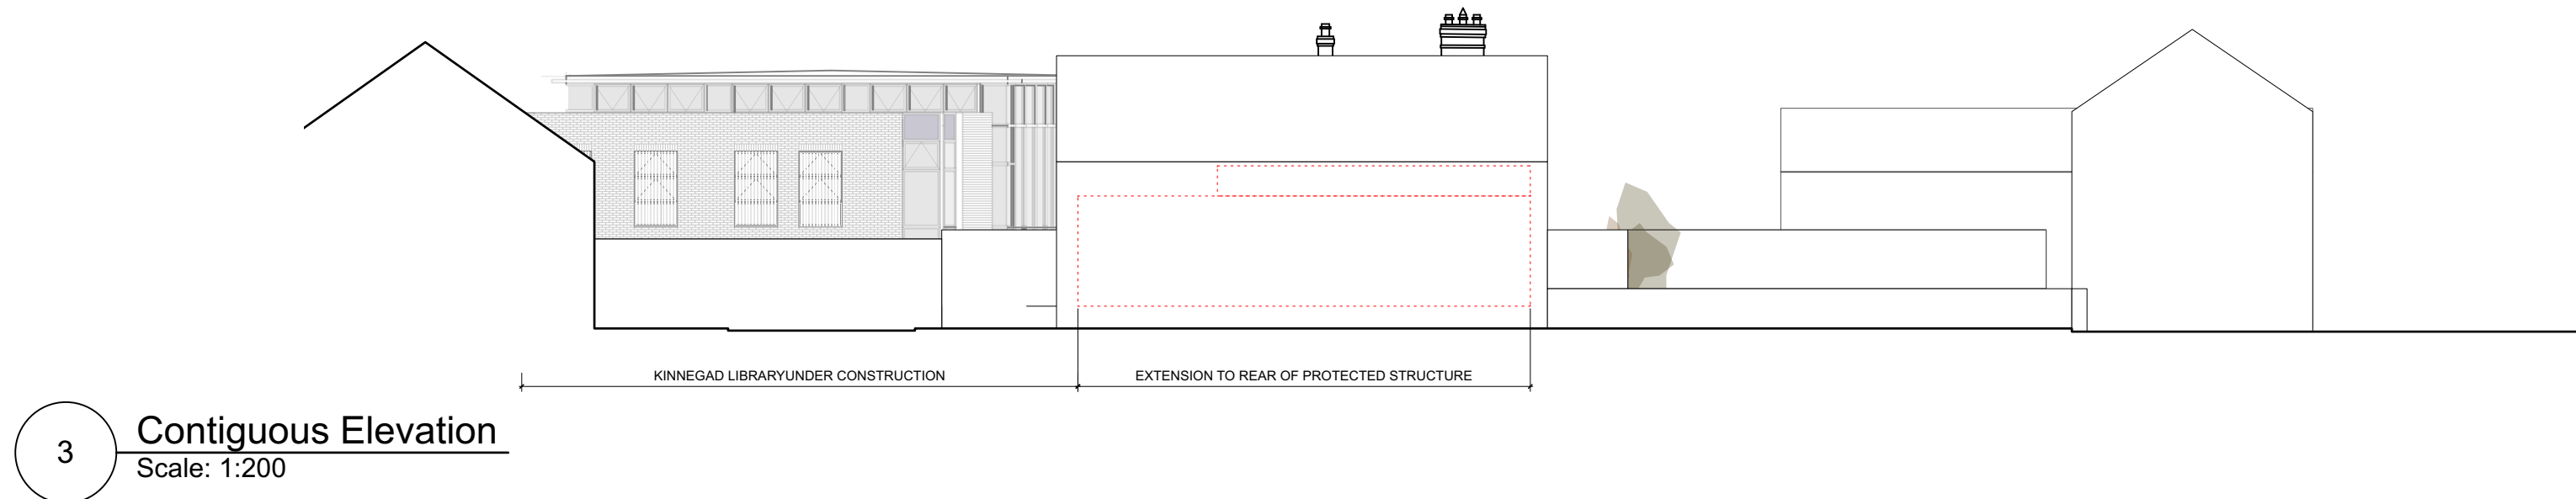 KINNEGAD LIBRARYUNDER CONSTRUCTION
EXTENSION TO REAR OF PROTECTED STRUCTURE
3
Contiguous Elevation
Scale: 1:200